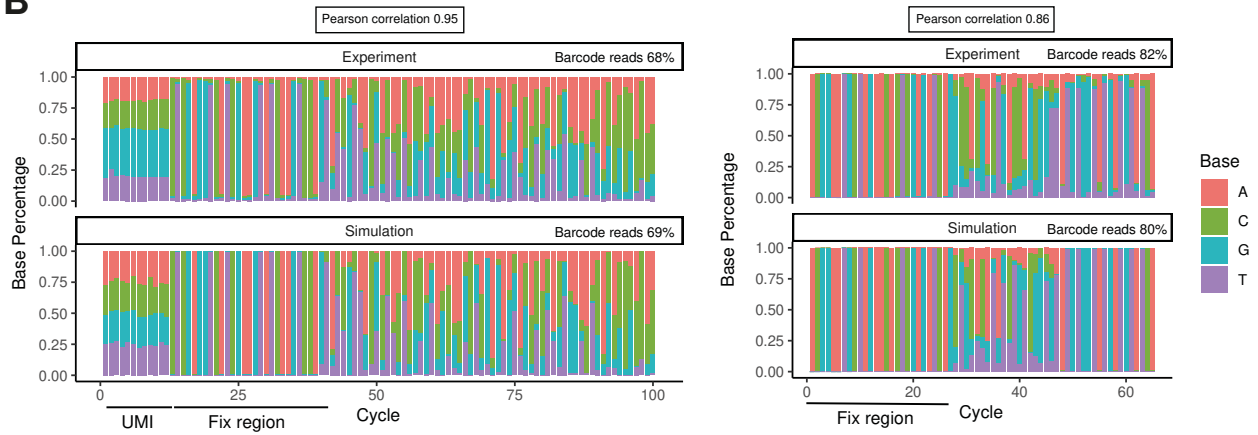 B
Pearson correlation 0.95
Experiment Barcode reads 68%
1.00
0.75
0.50
0.25
0.00
Simulation Barcode reads 69%
1.00
0.75
0.50
0.25
0.00
Base Percentage
0 25 50 75 100
Cycle
UMI Fix region
Pearson correlation 0.86
Experiment Barcode reads 82%
1.00
0.75
0.50
0.25
0.00
Simulation Barcode reads 80%
1.00
0.75
0.50
0.25
0.00
Base Percentage
0 20 40 60
Fix region Cycle
Base
A
C
G
T